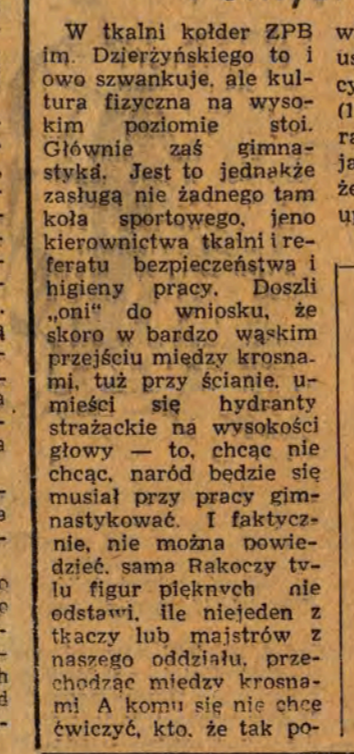 W tkalni kołder ZPB
im. Dzierżyńskiego to i
owo szwankuje, ale kul-
tura fizyczna na wyso-
kim poziomie stoi.
Głównie zaś gimna-
styka. Jest to jednakże
zasługą nie żadnego tam
koła sportowego, jeno
kierownictwa tkalni i re-
feratu bezpieczeństwa i
higieny pracy. Doszli
„oni" do wniosku, że
skoro w bardzo wąskim
przejściu między krosna-
mi, tuż przy ścianie, u-
mieści się hydranty
strażackie na wysokości
głowy — to, chcąc nie
chcąc, naród będzie się
musiał przy pracy gim-
nastykować. I faktycz-
nie, nie można powie-
dzieć, sama Rakoczy ty-
lu figur pięknych nie
odstawi, ile niejeden z
tkaczy lub majstrów z
naszego oddziału, prze-
chodząc między krosna-
mi A komu się nie chce
ćwiczyć, kto, że tak po-